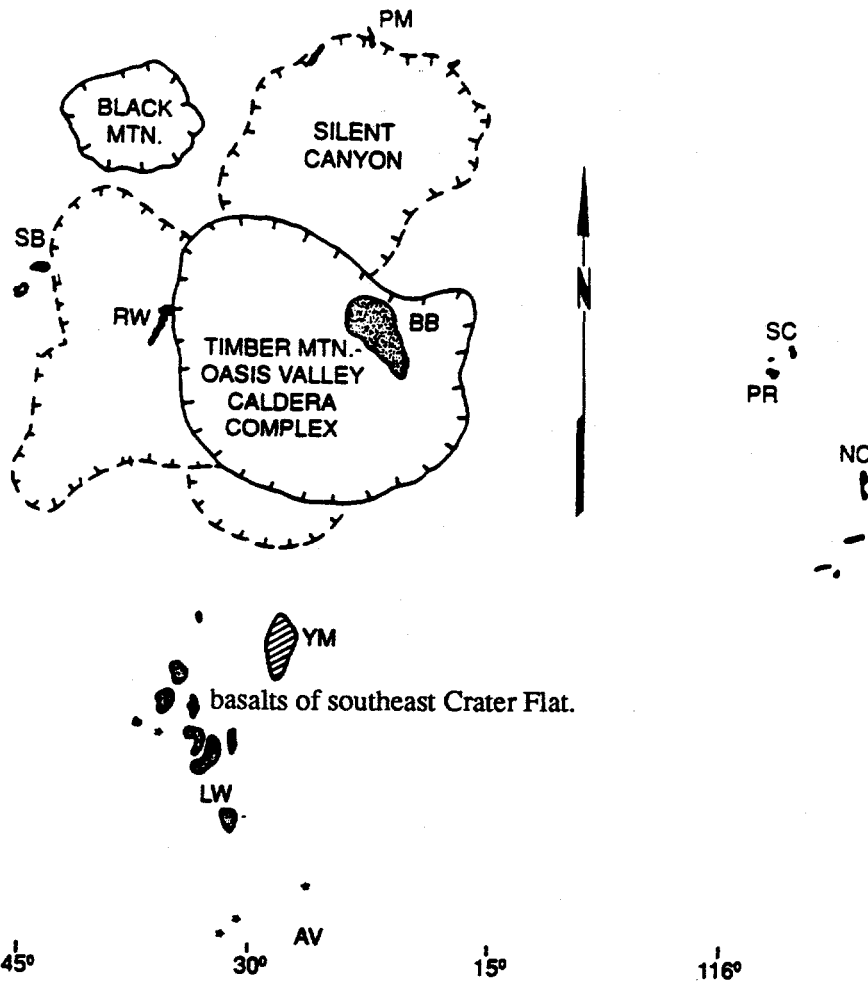 PM
BLACK
MTN.
SILENT
CANYON
SB
N
RW
BB
TIMBER MTN.-
OASIS VALLEY
CALDERA
COMPLEX
SC
PR
NC
YM
basalts of southeast Crater Flat.
LW
AV
45º
30º
15º
116º